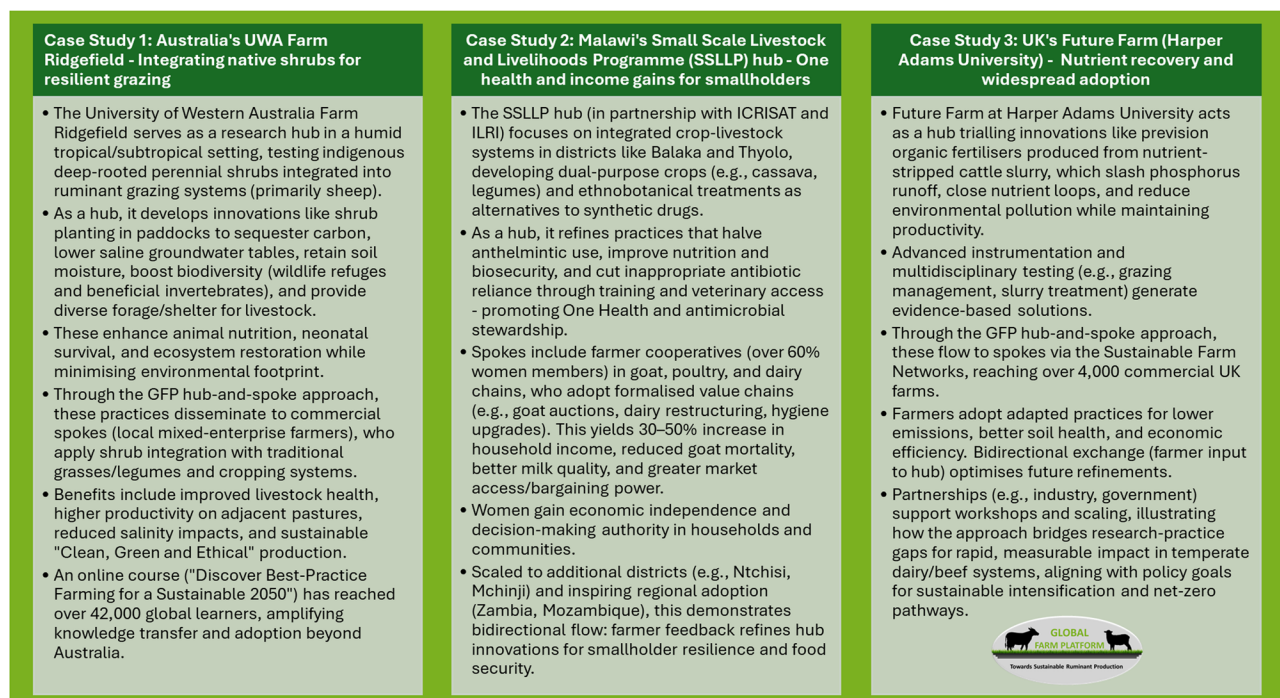 Case Study 1: Australia's UWA Farm
Ridgefield - Integrating native shrubs for
resilient grazing
• The University of Western Australia Farm
Ridgefield serves as a research hub in a humid
tropical/subtropical setting, testing indigenous
deep-rooted perennial shrubs integrated into
ruminant grazing systems (primarily sheep).
• As a hub, it develops innovations like shrub
planting in paddocks to sequester carbon,
lower saline groundwater tables, retain soil
moisture, boost biodiversity (wildlife refuges
and beneficial invertebrates), and provide
diverse forage/shelter for livestock.
• These enhance animal nutrition, neonatal
survival, and ecosystem restoration while
minimising environmental footprint.
• Through the GFP hub-and-spoke approach,
these practices disseminate to commercial
spokes (local mixed-enterprise farmers), who
apply shrub integration with traditional
grasses/legumes and cropping systems.
• Benefits include improved livestock health,
higher productivity on adjacent pastures,
reduced salinity impacts, and sustainable
"Clean, Green and Ethical" production.
• An online course ("Discover Best-Practice
Farming for a Sustainable 2050") has reached
over 42,000 global learners, amplifying
knowledge transfer and adoption beyond
Australia.
Case Study 2: Malawi's Small Scale Livestock
and Livelihoods Programme (SSLLP) hub - One
health and income gains for smallholders
• The SSLLP hub (in partnership with ICRISAT and
ILRI) focuses on integrated crop-livestock
systems in districts like Balaka and Thyolo,
developing dual-purpose crops (e.g., cassava,
legumes) and ethnobotanical treatments as
alternatives to synthetic drugs.
• As a hub, it refines practices that halve
anthelmintic use, improve nutrition and
biosecurity, and cut inappropriate antibiotic
reliance through training and veterinary access
- promoting One Health and antimicrobial
stewardship.
• Spokes include farmer cooperatives (over 60%
women members) in goat, poultry, and dairy
chains, who adopt formalised value chains
(e.g., goat auctions, dairy restructuring, hygiene
upgrades). This yields 30–50% increase in
household income, reduced goat mortality,
better milk quality, and greater market
access/bargaining power.
• Women gain economic independence and
decision-making authority in households and
communities.
• Scaled to additional districts (e.g., Ntchisi,
Mchinji) and inspiring regional adoption
(Zambia, Mozambique), this demonstrates
bidirectional flow: farmer feedback refines hub
innovations for smallholder resilience and food
security.
Case Study 3: UK's Future Farm (Harper
Adams University) - Nutrient recovery and
widespread adoption
• Future Farm at Harper Adams University acts
as a hub trialling innovations like prevision
organic fertilisers produced from nutrient-
stripped cattle slurry, which slash phosphorus
runoff, close nutrient loops, and reduce
environmental pollution while maintaining
productivity.
• Advanced instrumentation and
multidisciplinary testing (e.g., grazing
management, slurry treatment) generate
evidence-based solutions.
• Through the GFP hub-and-spoke approach,
these flow to spokes via the Sustainable Farm
Networks, reaching over 4,000 commercial UK
farms.
• Farmers adopt adapted practices for lower
emissions, better soil health, and economic
efficiency. Bidirectional exchange (farmer input
to hub) optimises future refinements.
• Partnerships (e.g., industry, government)
support workshops and scaling, illustrating
how the approach bridges research-practice
gaps for rapid, measurable impact in temperate
dairy/beef systems, aligning with policy goals
for sustainable intensification and net-zero
pathways.
GLOBAL
FARM PLATFORM
Towards Sustainable Ruminant Production